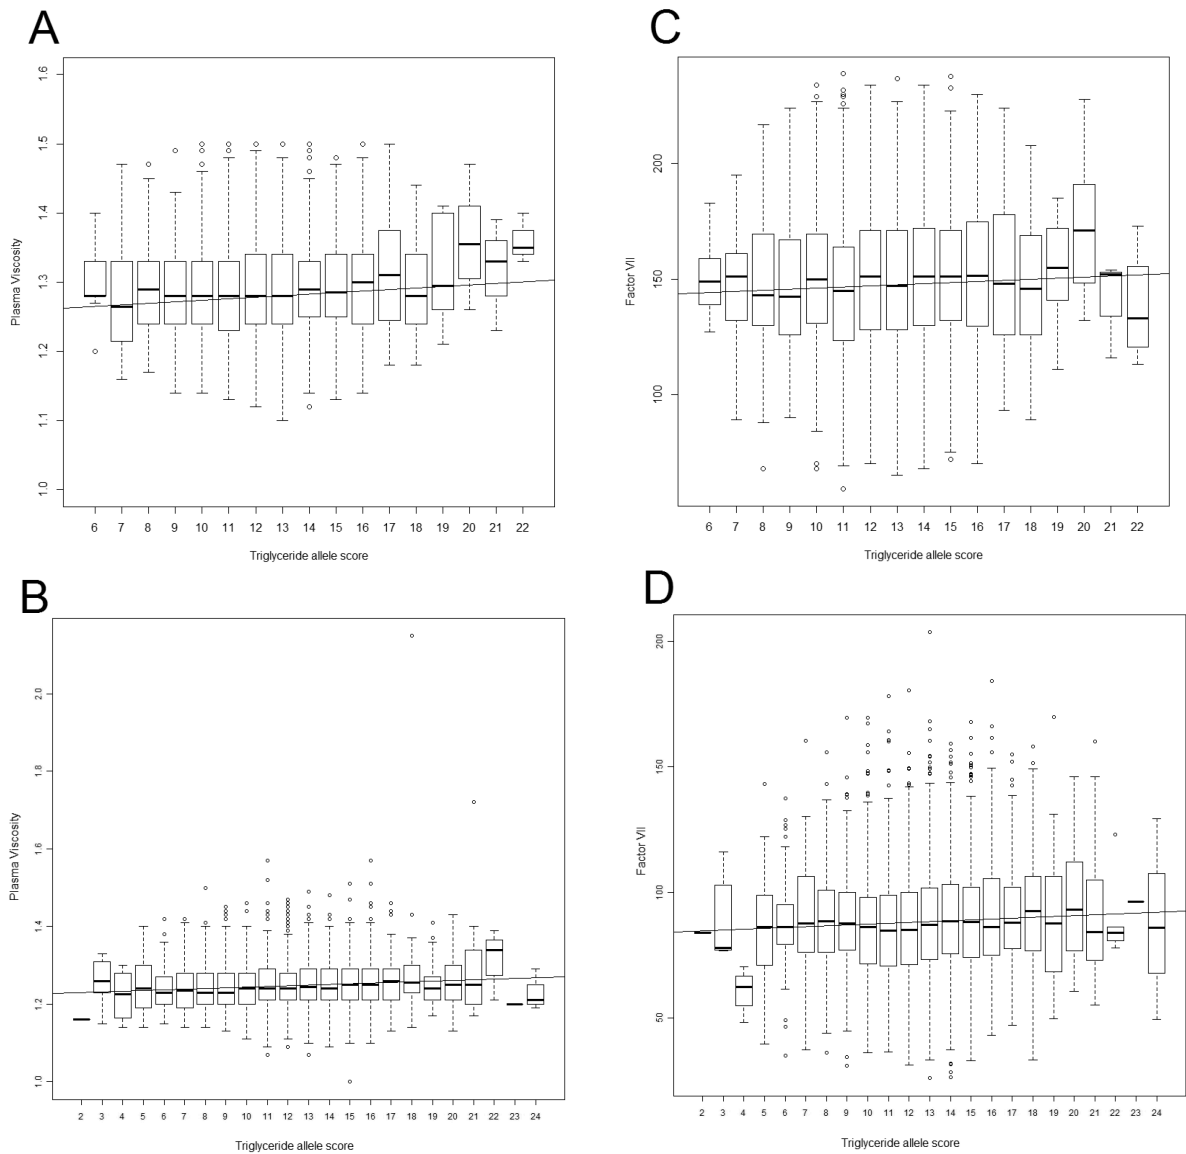 A
Plasma Viscosity
1.6
1.5
1.4
1.3
1.2
1.1
1.0
6 7 8 9 10 11 12 13 14 15 16 17 18 19 20 21 22
Triglyceride allele score
C
Factor VII
200
150
100
6 7 8 9 10 11 12 13 14 15 16 17 18 19 20 21 22
Triglyceride allele score
B
Plasma Viscosity
2.0
1.8
1.6
1.4
1.2
1.0
2 3 4 5 6 7 8 9 10 11 12 13 14 15 16 17 18 19 20 21 22 23 24
Triglyceride allele score
D
Factor VII
200
150
100
50
2 3 4 5 6 7 8 9 10 11 12 13 14 15 16 17 18 19 20 21 22 23 24
Triglyceride allele score